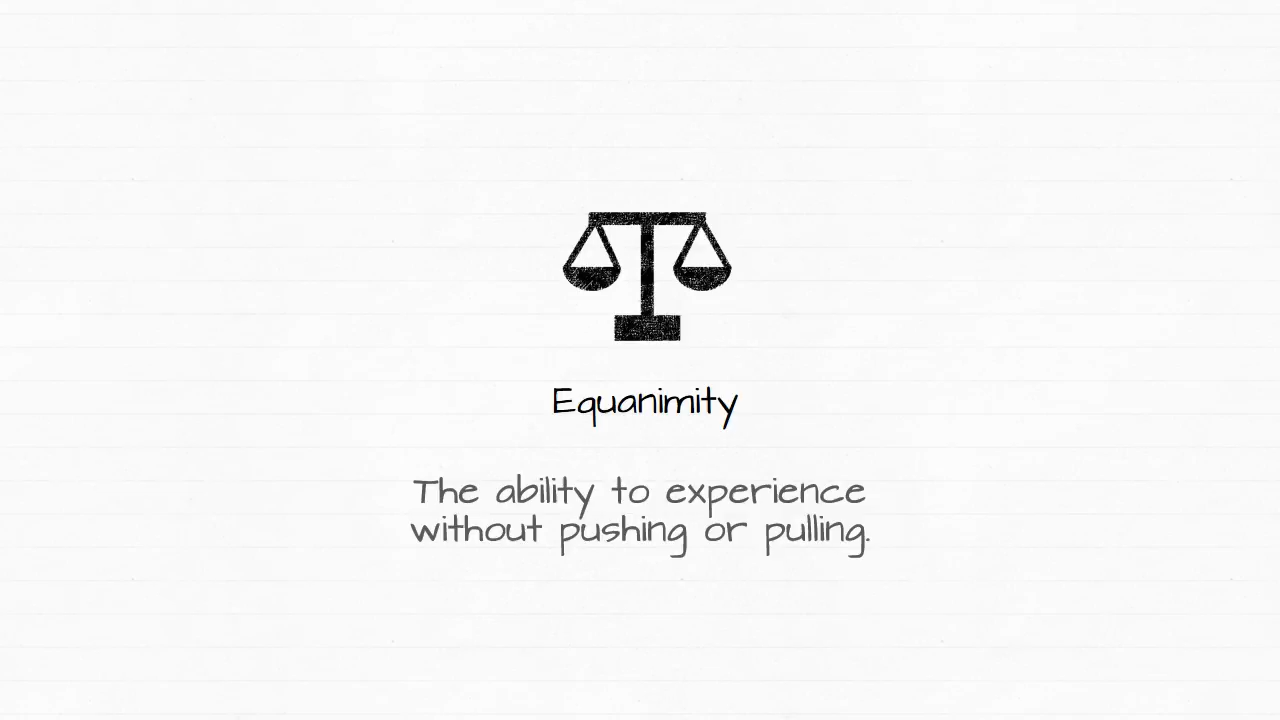 Equanimity
The ability to experience
without pushing or pulling.